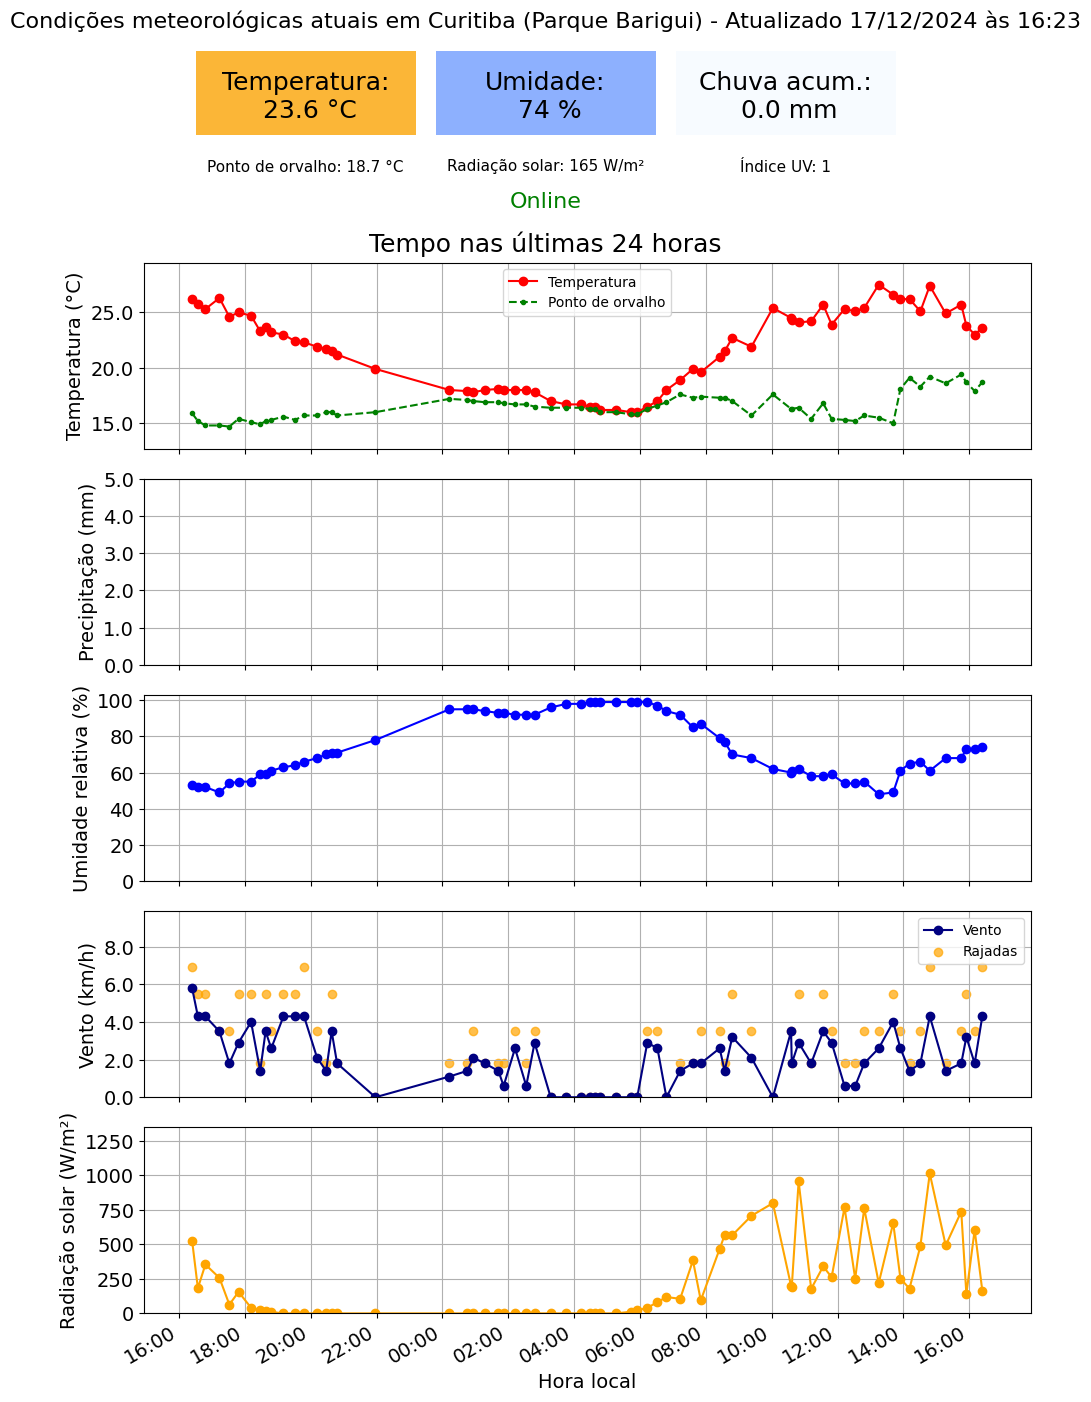 Condições meteorológicas atuais em Curitiba (Parque Barigui) - Atualizado 17/12/2024 às 16:23
Temperatura:
23.6 °C
Umidade:
74 %
Chuva acum.:
0.0 mm
Ponto de orvalho: 18.7 °C
Radiação solar: 165 W/m²
Índice UV: 1
Online
Tempo nas últimas 24 horas
Temperatura (°C)
25.0
20.0
15.0
Temperatura
Ponto de orvalho
Precipitação (mm)
5.0
4.0
3.0
2.0
1.0
0.0
Umidade relativa (%)
100
80
60
40
20
0
Vento (km/h)
8.0
6.0
4.0
2.0
0.0
Vento
Rajadas
Radiação solar (W/m²)
1250
1000
750
500
250
0
16:00
18:00
20:00
22:00
00:00
02:00
04:00
06:00
08:00
10:00
12:00
14:00
16:00
Hora local